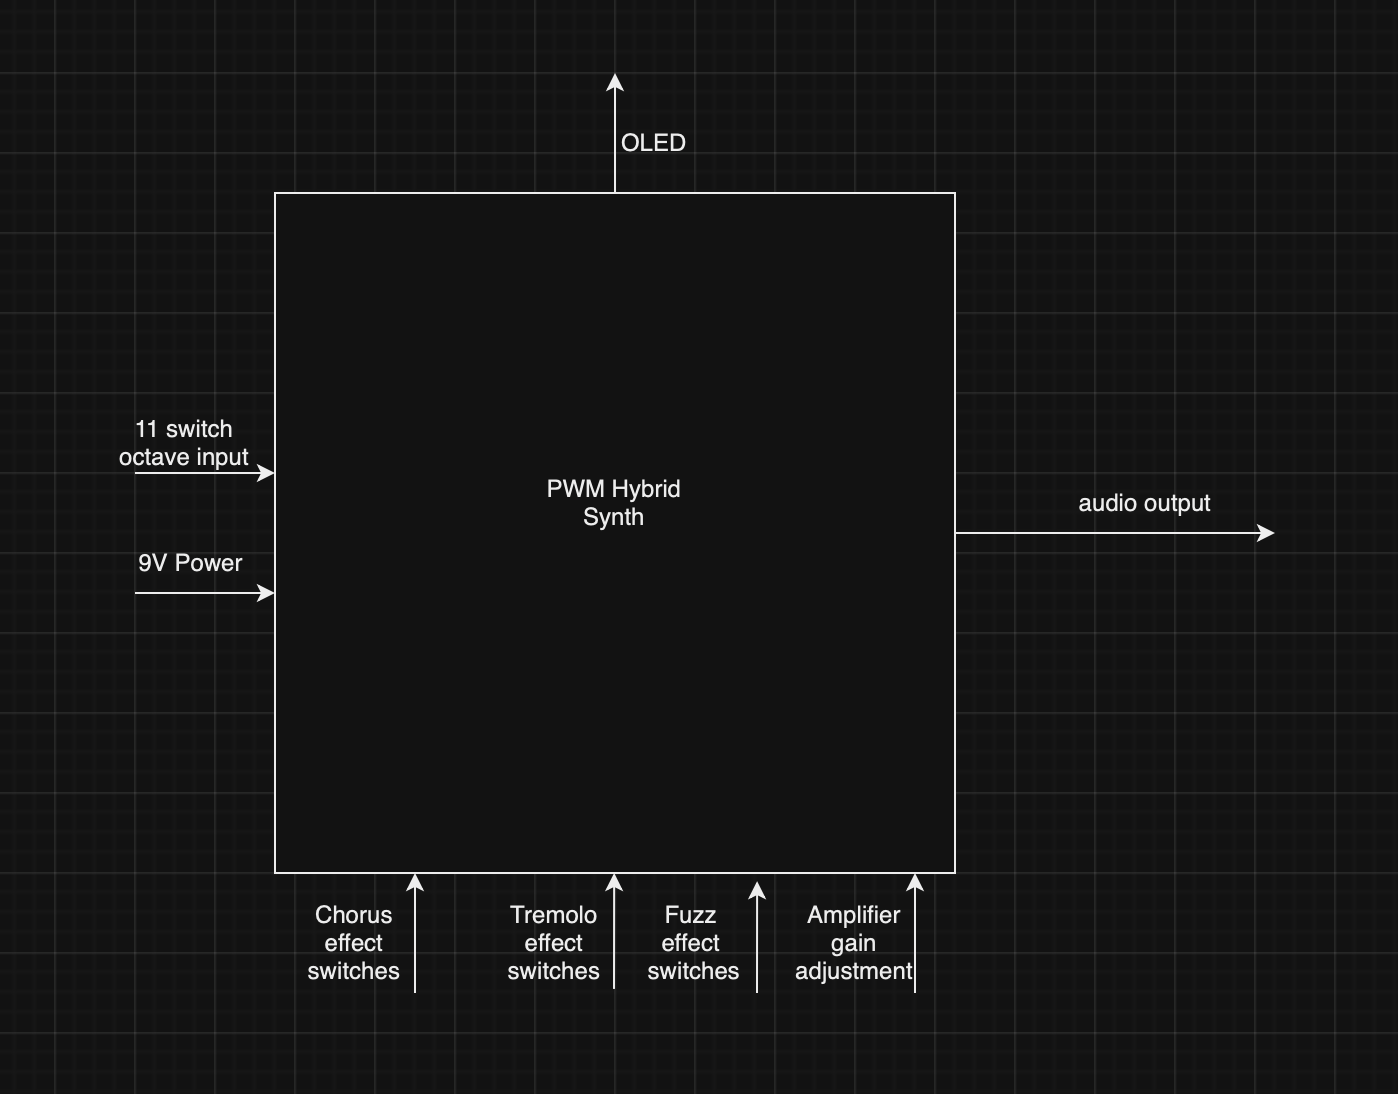 OLED
11 switch
octave input
PWM Hybrid
Synth
audio output
9V Power
Chorus
effect
switches
Tremolo
effect
switches
Fuzz
effect
switches
Amplifier
gain
adjustment